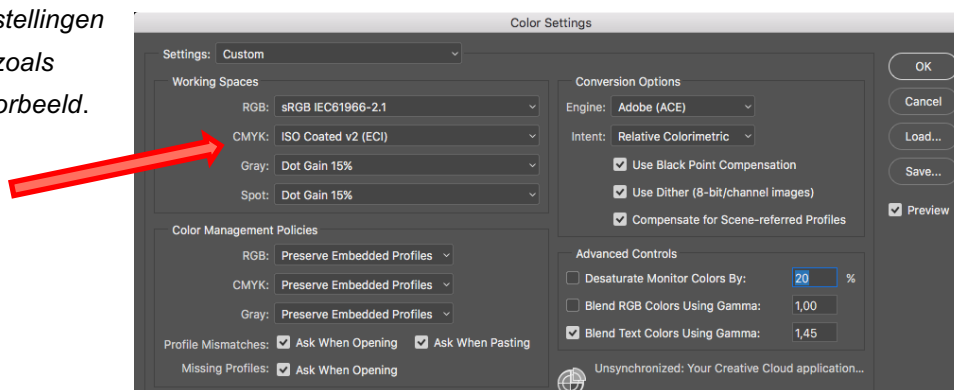 stellingen
zoals
orbeeld.
Color Settings
Settings: Custom
Working Spaces
RGB: sRGB IEC61966-2.1
CMYK: ISO Coated v2 (ECI)
Gray: Dot Gain 15%
Spot: Dot Gain 15%
Color Management Policies
RGB: Preserve Embedded Profiles
CMYK: Preserve Embedded Profiles
Gray: Preserve Embedded Profiles
Profile Mismatches: Ask When Opening Ask When Pasting
Missing Profiles: Ask When Opening
Conversion Options
Engine: Adobe (ACE)
Intent: Relative Colorimetric
Use Black Point Compensation
Use Dither (8-bit/channel images)
Compensate for Scene-referred Profiles
Advanced Controls
Desaturate Monitor Colors By: 20 %
Blend RGB Colors Using Gamma: 1,00
Blend Text Colors Using Gamma: 1,45
Unsynchronized: Your Creative Cloud application...
OK
Cancel
Load...
Save...
Preview